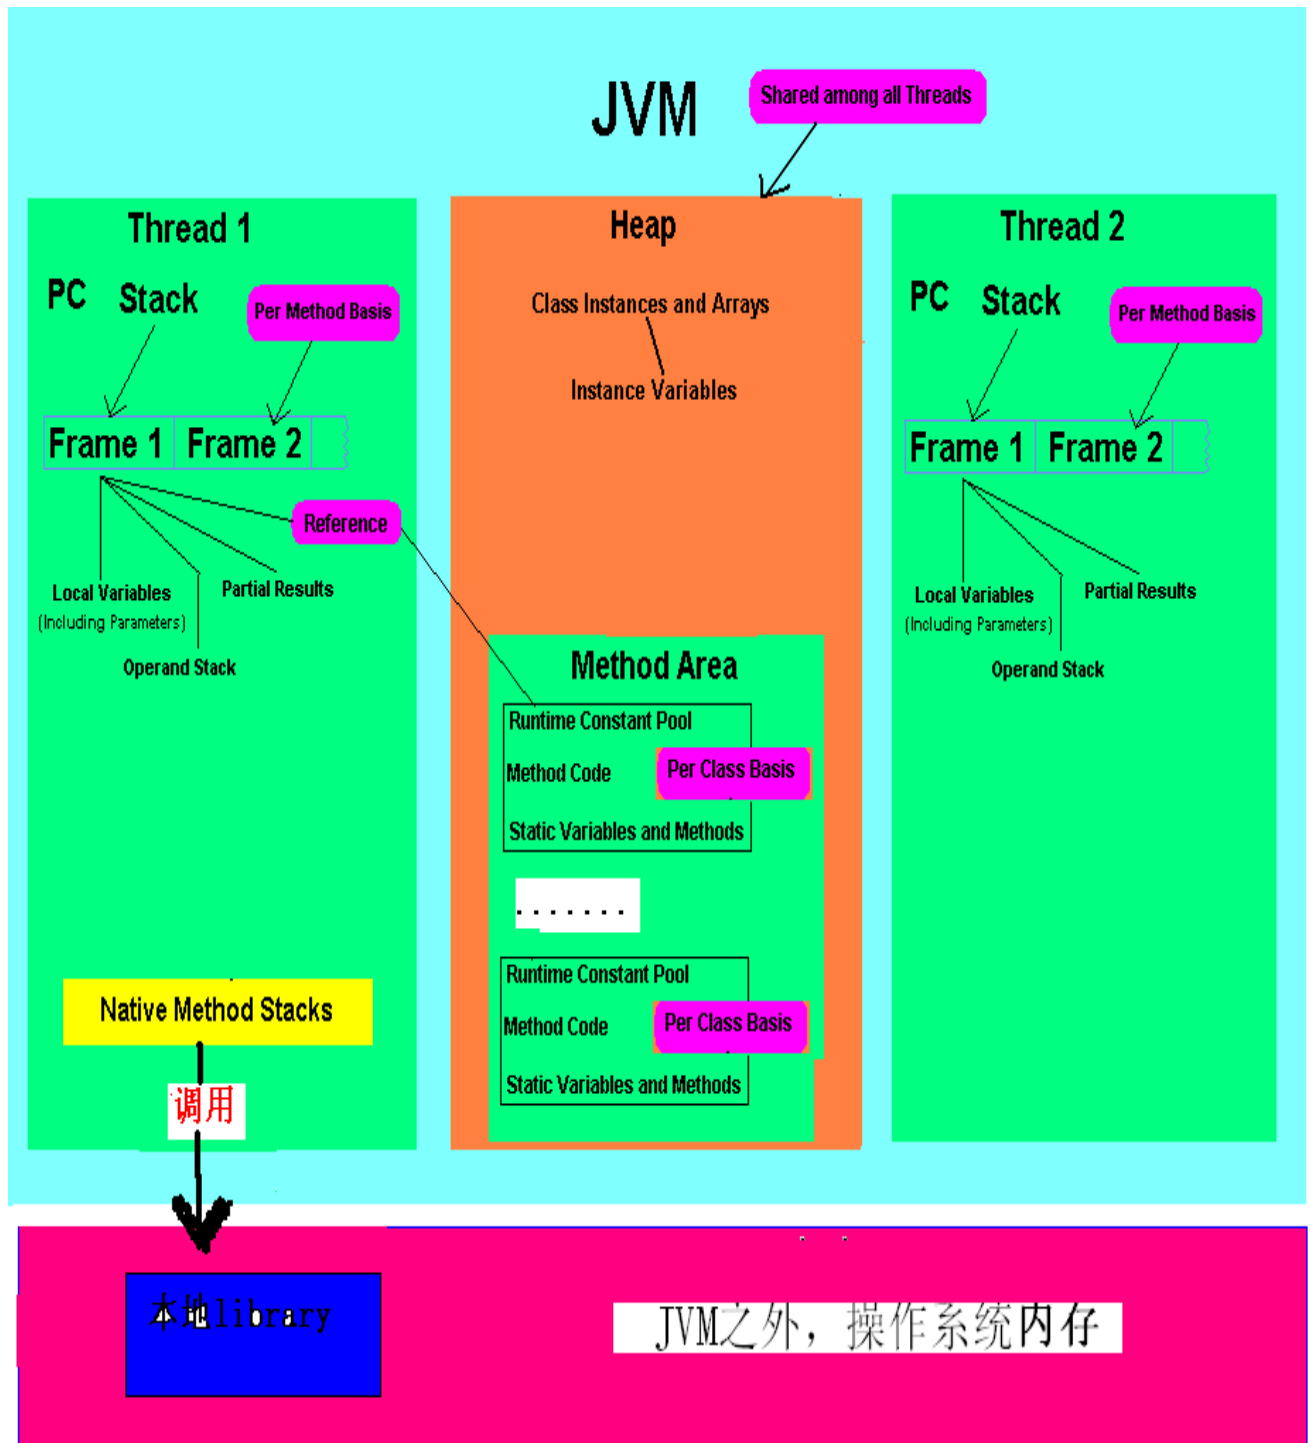 JVM
Shared among all Threads
Thread 1
PC
Stack
Per Method Basis
Frame 1
Frame 2
Reference
Local Variables
(Including Parameters)
Partial Results
Operand Stack
Native Method Stacks
调用
Heap
Class Instances and Arrays
Instance Variables
Method Area
Runtime Constant Pool
Method Code
Per Class Basis
Static Variables and Methods
.......
Runtime Constant Pool
Method Code
Per Class Basis
Static Variables and Methods
Thread 2
PC
Stack
Per Method Basis
Frame 1
Frame 2
Local Variables
(Including Parameters)
Partial Results
Operand Stack
本地library
JVM之外，操作系统内存